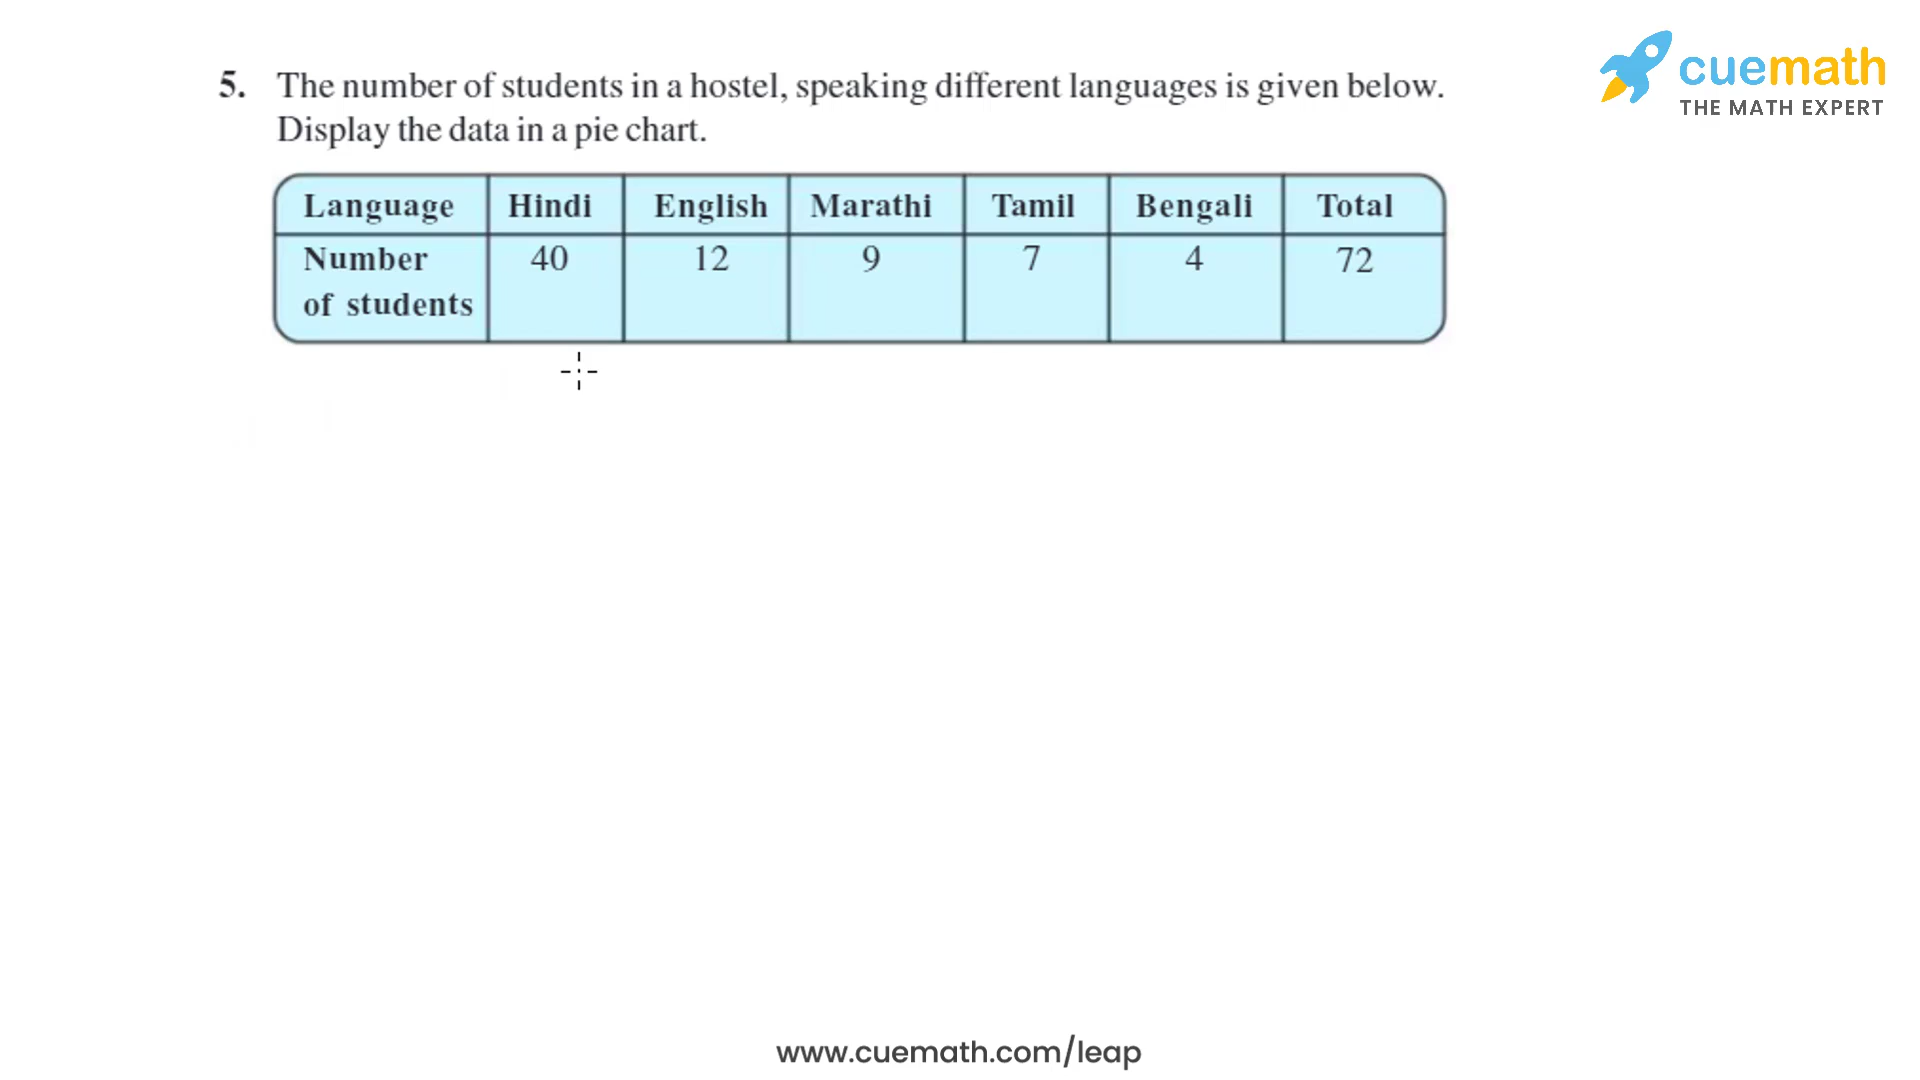 cuemath
THE MATH EXPERT
5. The number of students in a hostel, speaking different languages is given below.
Display the data in a pie chart.
Language Hindi English Marathi Tamil Bengali Total
Number 40 12 9 7 4 72
of students
www.cuemath.com/leap